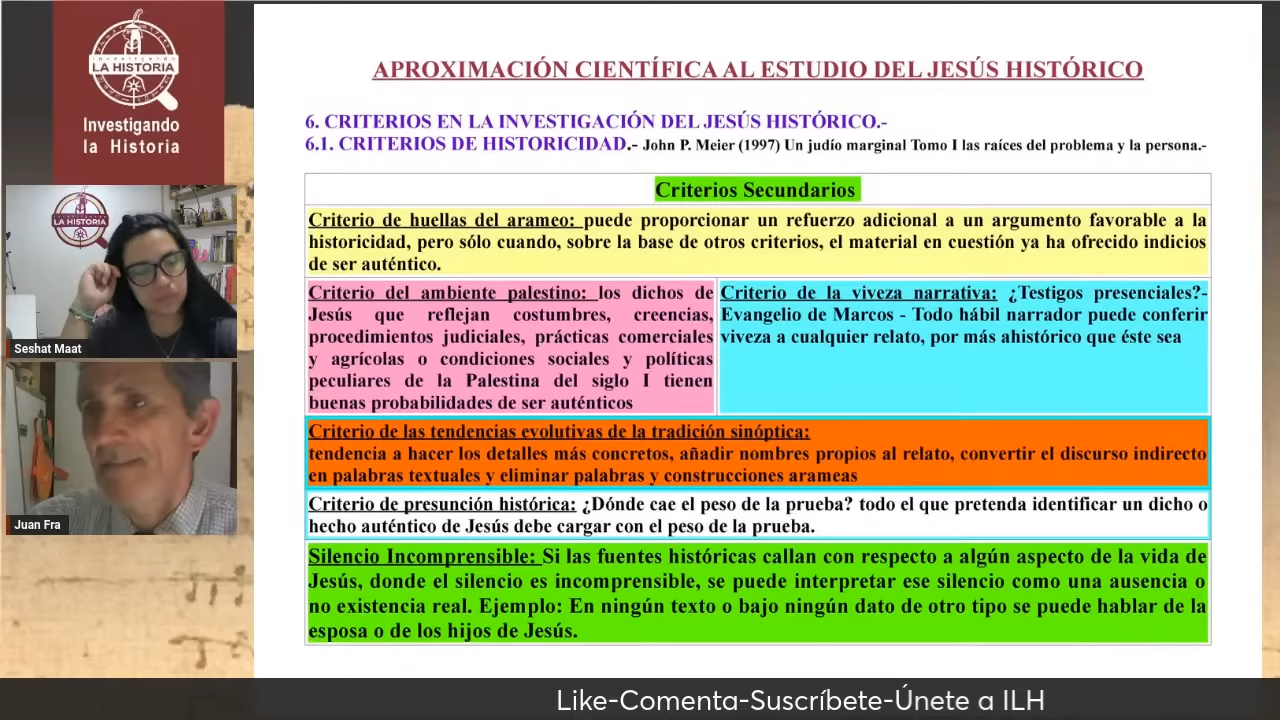 LA HISTORIA
Investigando
la Historia
LA HISTORIA
Seshat Maat
Juan Fra
APROXIMACIÓN CIENTÍFICA AL ESTUDIO DEL JESÚS HISTÓRICO
6. CRITERIOS EN LA INVESTIGACIÓN DEL JESÚS HISTÓRICO.-
6.1. CRITERIOS DE HISTORICIDAD.- John P. Meier (1997) Un judío marginal Tomo I las raíces del problema y la persona.-
Criterios Secundarios
Criterio de huellas del arameo: puede proporcionar un refuerzo adicional a un argumento favorable a la
historicidad, pero sólo cuando, sobre la base de otros criterios, el material en cuestión ya ha ofrecido indicios
de ser auténtico.
Criterio del ambiente palestino: los dichos de
Jesús que reflejan costumbres, creencias,
procedimientos judiciales, prácticas comerciales
y agrícolas o condiciones sociales y políticas
peculiares de la Palestina del siglo I tienen
buenas probabilidades de ser auténticos
Criterio de la viveza narrativa: ¿Testigos presenciales?-
Evangelio de Marcos - Todo hábil narrador puede conferir
viveza a cualquier relato, por más ahistórico que éste sea
Criterio de las tendencias evolutivas de la tradición sinóptica:
tendencia a hacer los detalles más concretos, añadir nombres propios al relato, convertir el discurso indirecto
en palabras textuales y eliminar palabras y construcciones arameas
Criterio de presunción histórica: ¿Dónde cae el peso de la prueba? todo el que pretenda identificar un dicho o
hecho auténtico de Jesús debe cargar con el peso de la prueba.
Silencio Incomprensible: Si las fuentes históricas callan con respecto a algún aspecto de la vida de
Jesús, donde el silencio es incomprensible, se puede interpretar ese silencio como una ausencia o
no existencia real. Ejemplo: En ningún texto o bajo ningún dato de otro tipo se puede hablar de la
esposa o de los hijos de Jesús.
Like-Comenta-Suscríbete-Únete a ILH